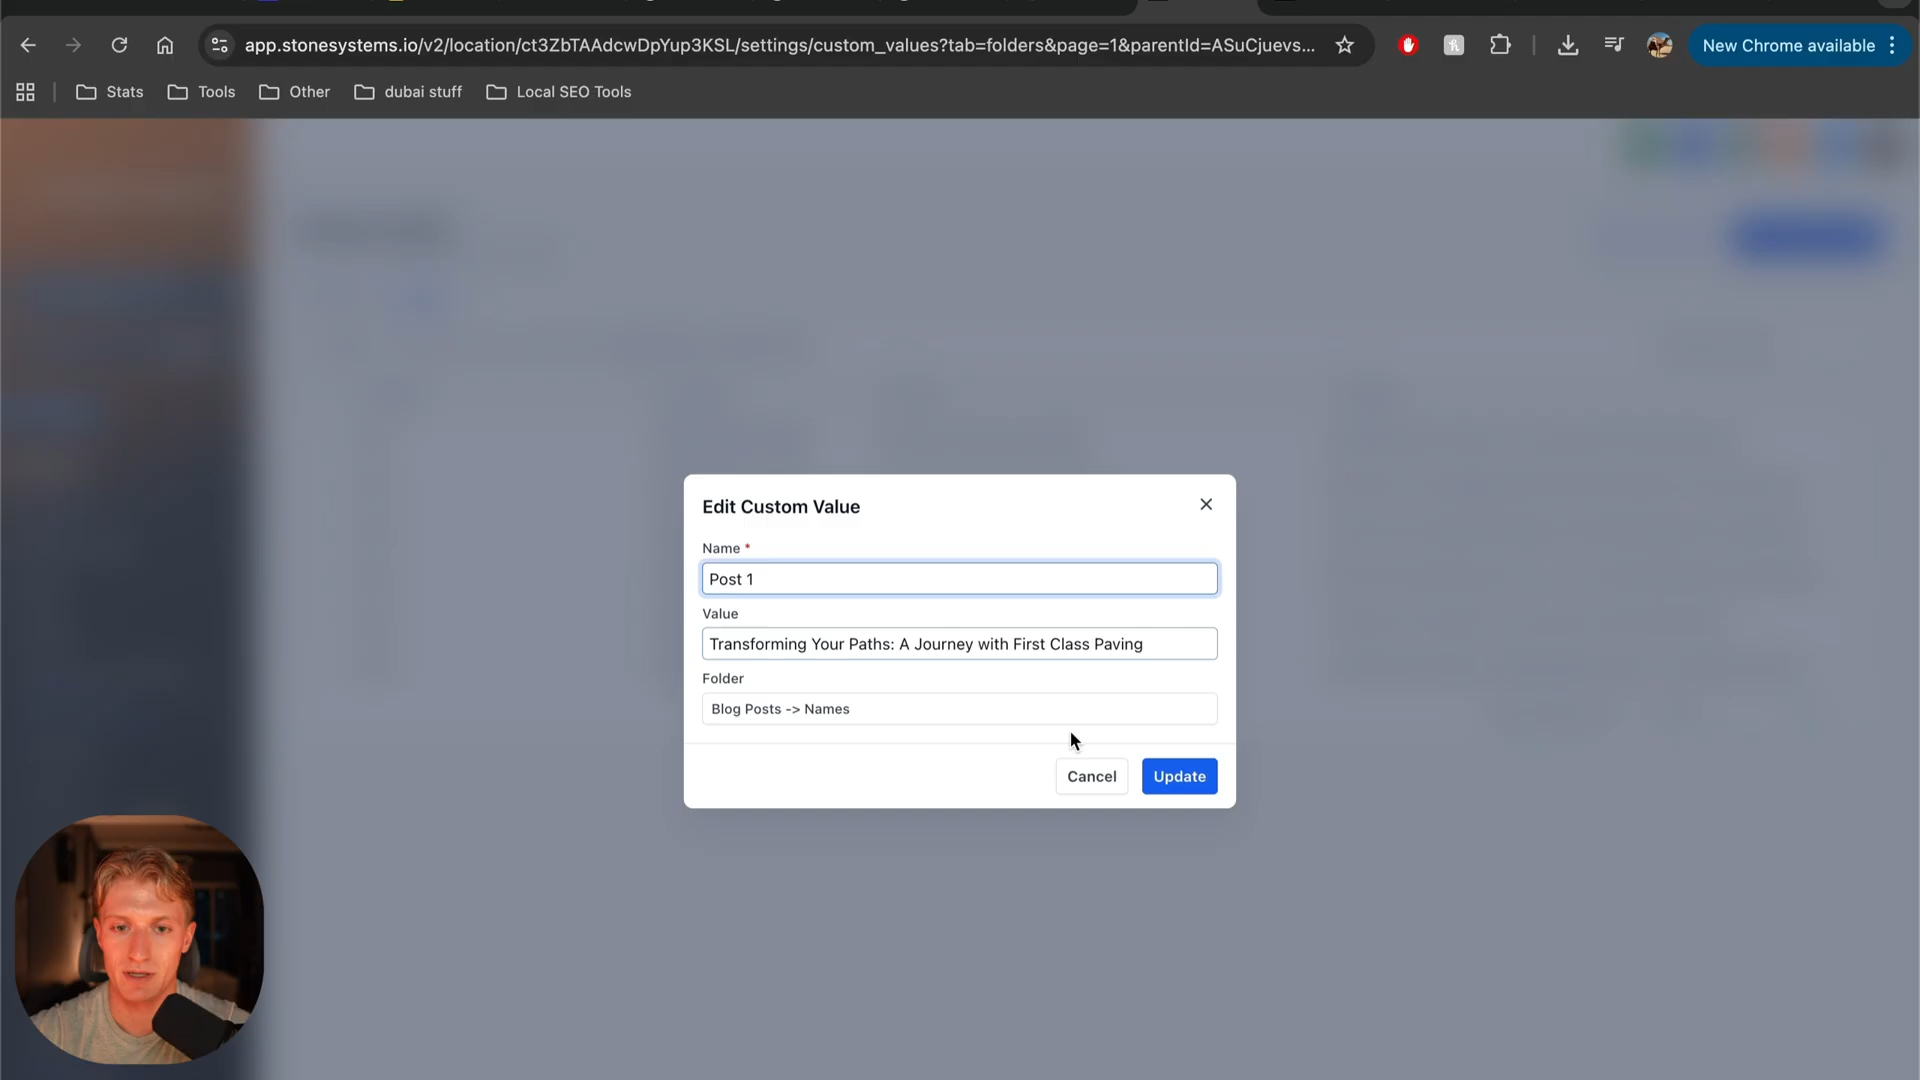 app.stonesystems.io/v2/location/ct3ZbTAAdcwDpYup3KSL/settings/custom_values?tab=folders&page=1&parentId=ASuCjuevs...
New Chrome available
Stats
Tools
Other
dubai stuff
Local SEO Tools
Edit Custom Value
Name *
Post 1
Value
Transforming Your Paths: A Journey with First Class Paving
Folder
Blog Posts -> Names
Cancel
Update